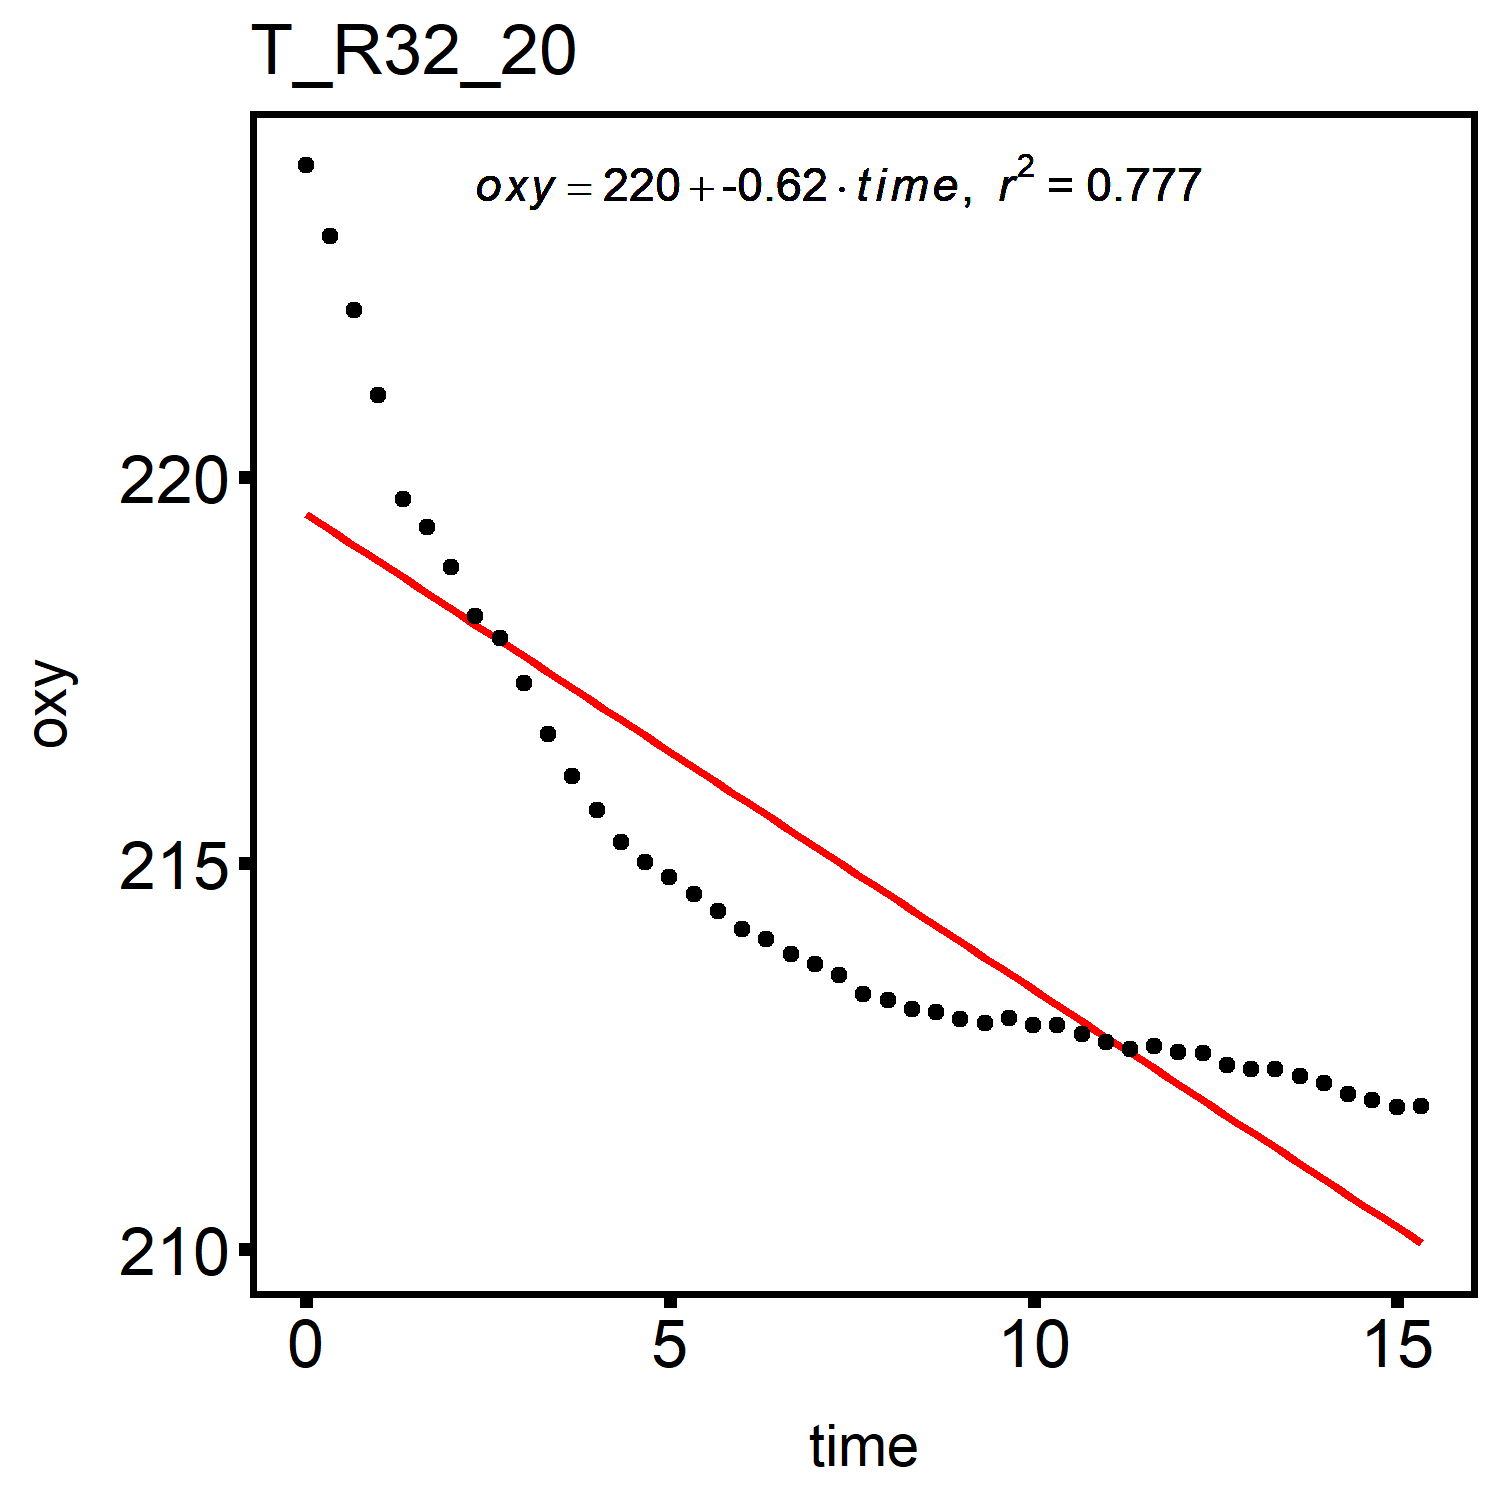 T_R32_20
oxy = 220 + -0.62 · time, r² = 0.777
220
215
210
oxy
0 5 10 15
time